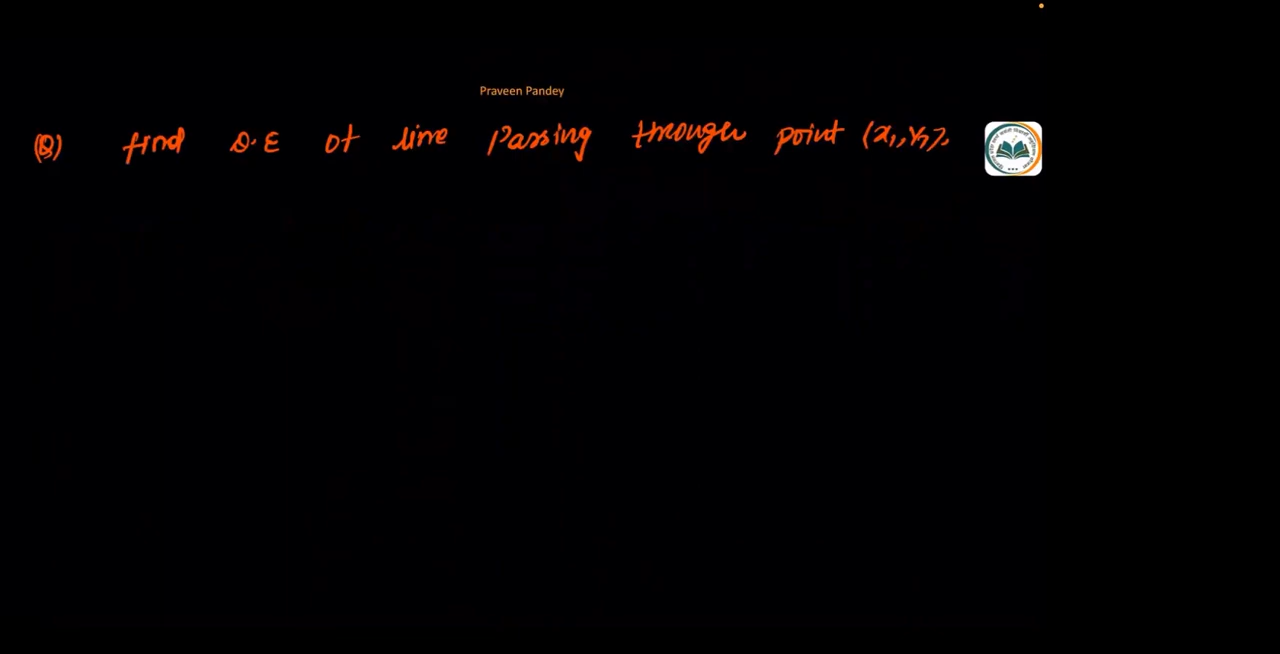 Praveen Pandey
(Q) find D.E of line passing through point (x₁,y₁).